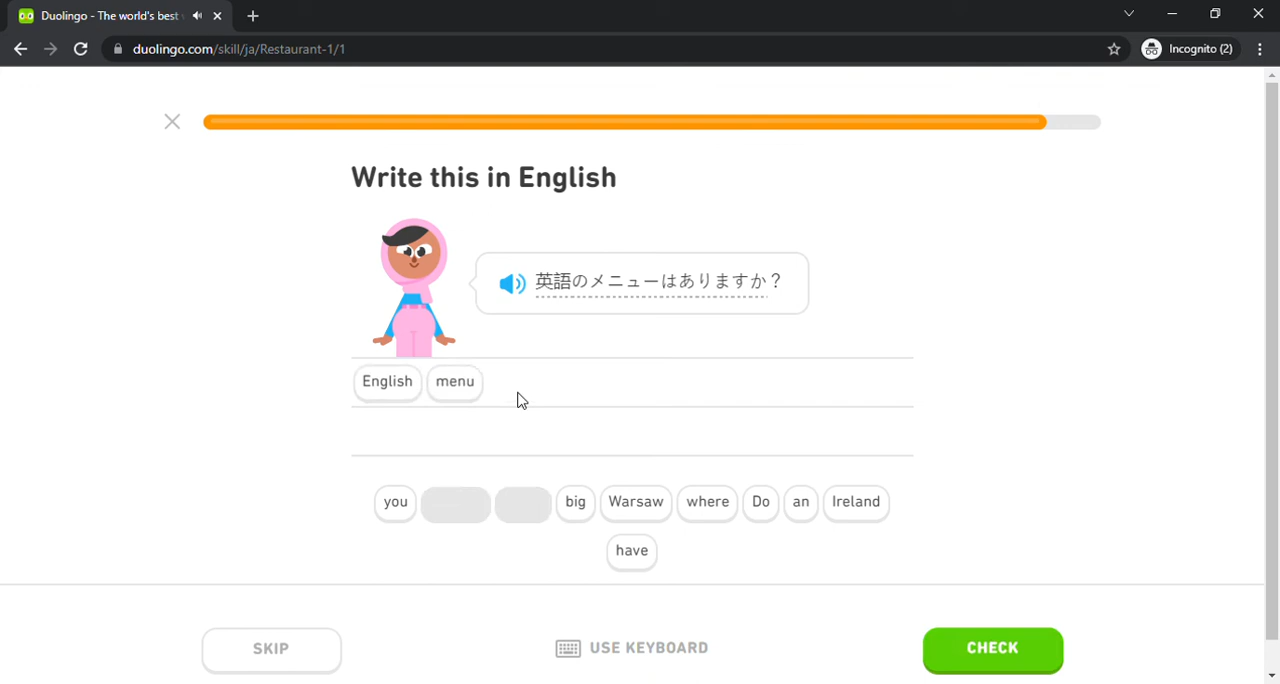 Duolingo - The world's best
duolingo.com/skill/ja/Restaurant-1/1
Incognito (2)
Write this in English
英語のメニューはありますか？
English menu
you big Warsaw where Do an Ireland
have
SKIP USE KEYBOARD CHECK